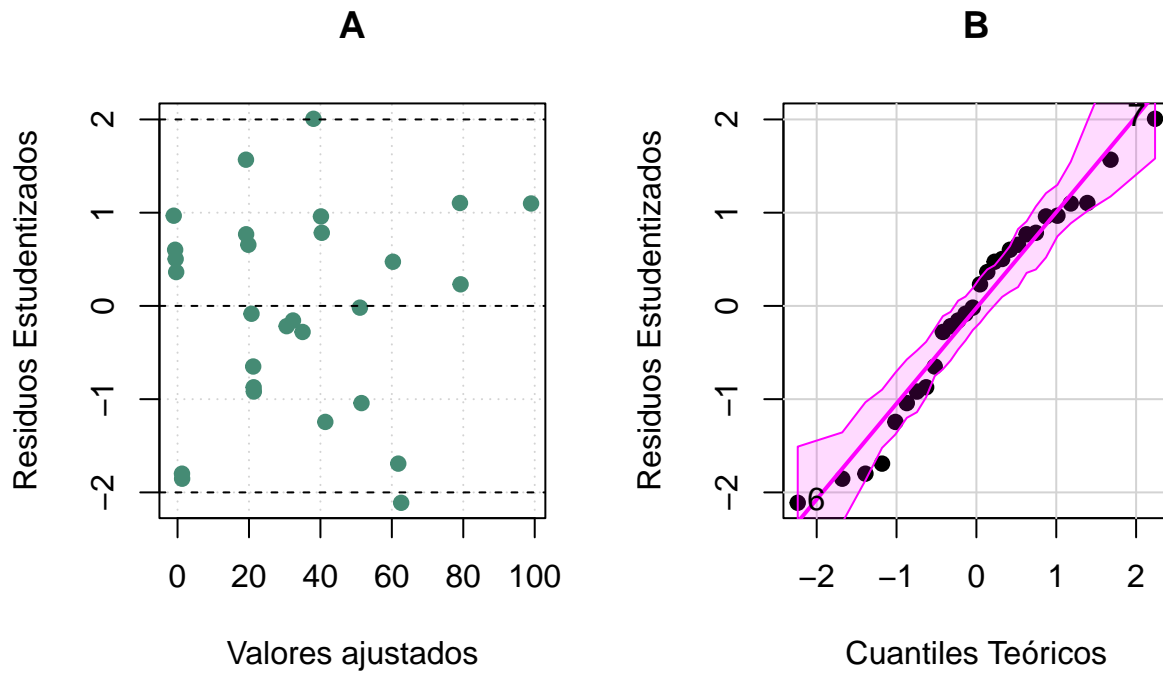 A
Residuos Estudentizados
2
1
0
−1
−2
0 20 40 60 80 100
Valores ajustados
B
Residuos Estudentizados
2
1
0
−1
−2
7
6
−2 −1 0 1 2
Cuantiles Teóricos